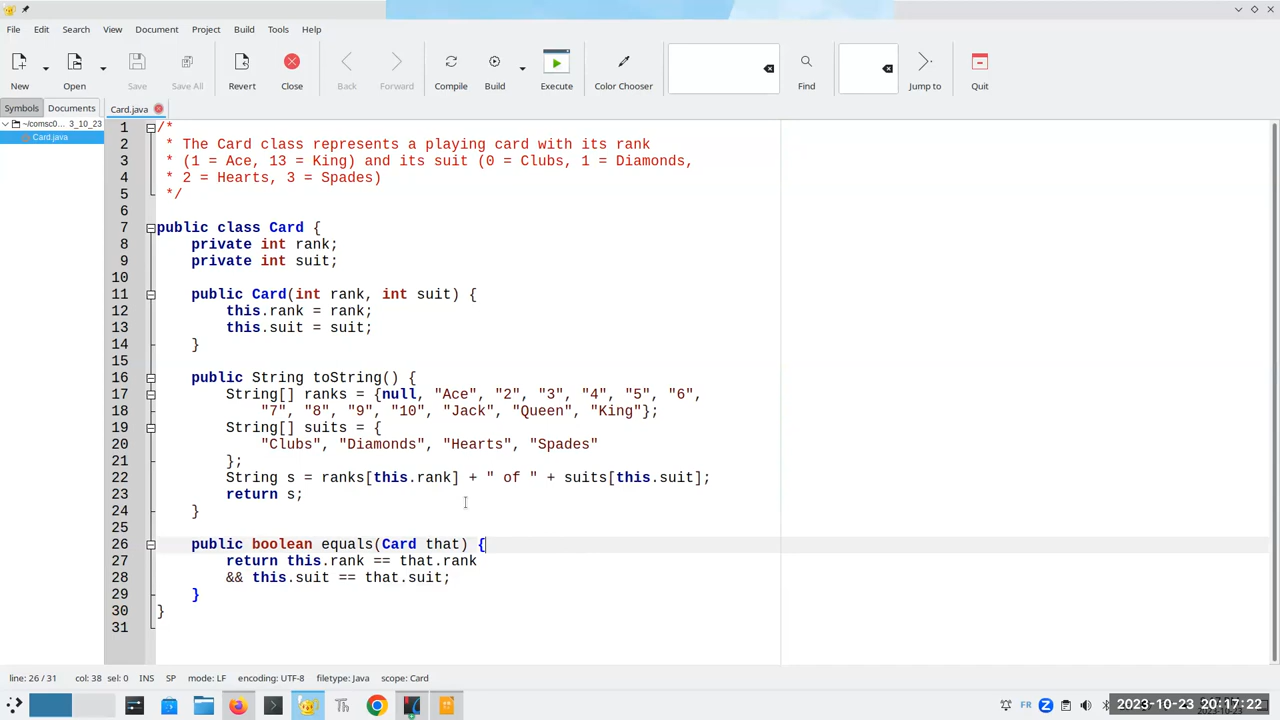 File Edit Search View Document Project Build Tools Help
New Open Save Save All Revert Close Back Forward Compile Build Execute Color Chooser Find Jump to Quit
Symbols Documents Card.java
~/comsc0... 3_10_23
Card.java
1 /*
2 * The Card class represents a playing card with its rank
3 * (1 = Ace, 13 = King) and its suit (0 = Clubs, 1 = Diamonds,
4 * 2 = Hearts, 3 = Spades)
5 */
6
7 public class Card {
8 private int rank;
9 private int suit;
10
11 public Card(int rank, int suit) {
12 this.rank = rank;
13 this.suit = suit;
14 }
15
16 public String toString() {
17 String[] ranks = {null, "Ace", "2", "3", "4", "5", "6",
18 "7", "8", "9", "10", "Jack", "Queen", "King"};
19 String[] suits = {
20 "Clubs", "Diamonds", "Hearts", "Spades"
21 };
22 String s = ranks[this.rank] + " of " + suits[this.suit];
23 return s;
24 }
25
26 public boolean equals(Card that) {
27 return this.rank == that.rank
28 && this.suit == that.suit;
29 }
30 }
31
line: 26 / 31 col: 38 sel: 0 INS SP mode: LF encoding: UTF-8 filetype: Java scope: Card
Th FR 2023-10-23 20:17:22